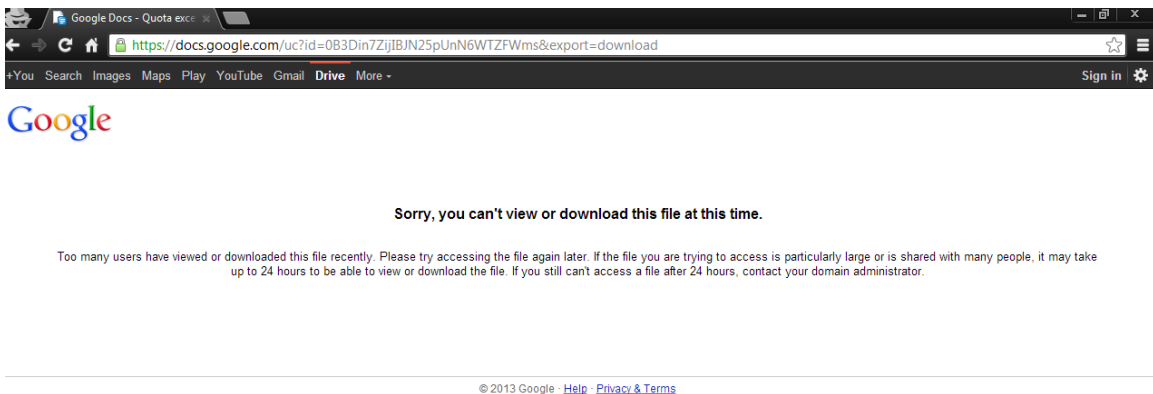 Google Docs - Quota exce
https://docs.google.com/uc?id=0B3Din7ZijIBJN25pUnN6WTZFWms&export=download
+You Search Images Maps Play YouTube Gmail Drive More Sign in
Google
Sorry, you can't view or download this file at this time.
Too many users have viewed or downloaded this file recently. Please try accessing the file again later. If the file you are trying to access is particularly large or is shared with many people, it may take
up to 24 hours to be able to view or download the file. If you still can't access a file after 24 hours, contact your domain administrator.
© 2013 Google · Help · Privacy & Terms